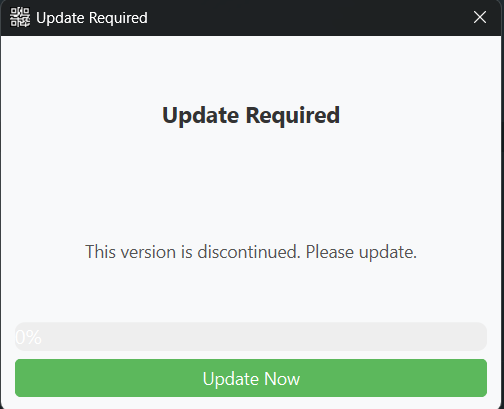 Update Required
Update Required
This version is discontinued. Please update.
0%
Update Now